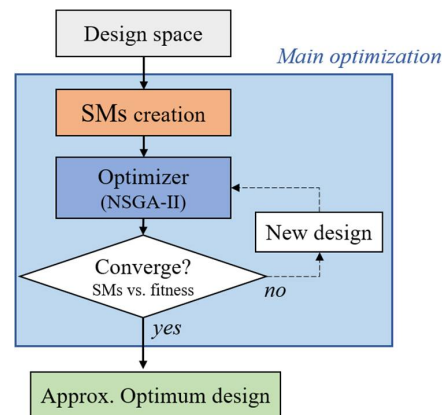 Design space
Main optimization
SMs creation
Optimizer
(NSGA-II)
New design
Converge?
SMs vs. fitness
no
yes
Approx. Optimum design